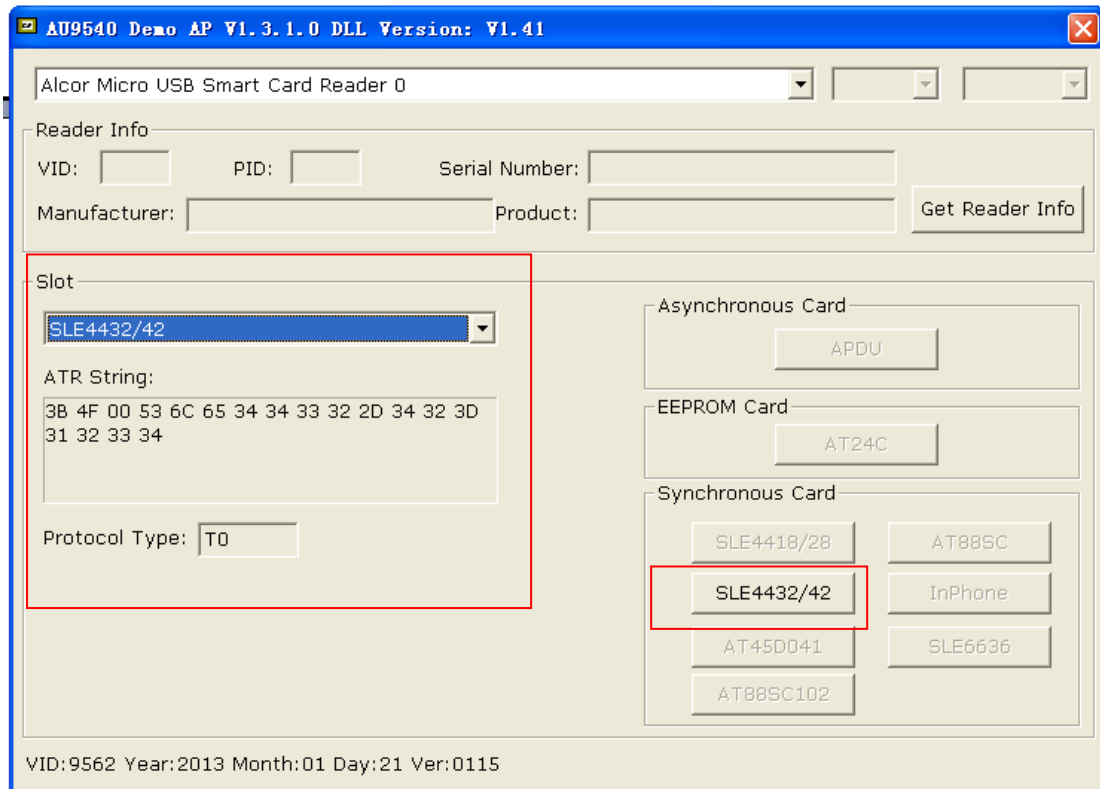 AU9540 Demo AP V1.3.1.0 DLL Version: V1.41
Alcor Micro USB Smart Card Reader 0
Reader Info
VID: PID: Serial Number:
Manufacturer: Product: Get Reader Info
Slot
SLE4432/42
ATR String:
3B 4F 00 53 6C 65 34 34 33 32 2D 34 32 3D
31 32 33 34
Protocol Type: T0
Asynchronous Card
APDU
EEPROM Card
AT24C
Synchronous Card
SLE4418/28 AT88SC
SLE4432/42 InPhone
AT45D041 SLE6636
AT88SC102
VID:9562 Year:2013 Month:01 Day:21 Ver:0115